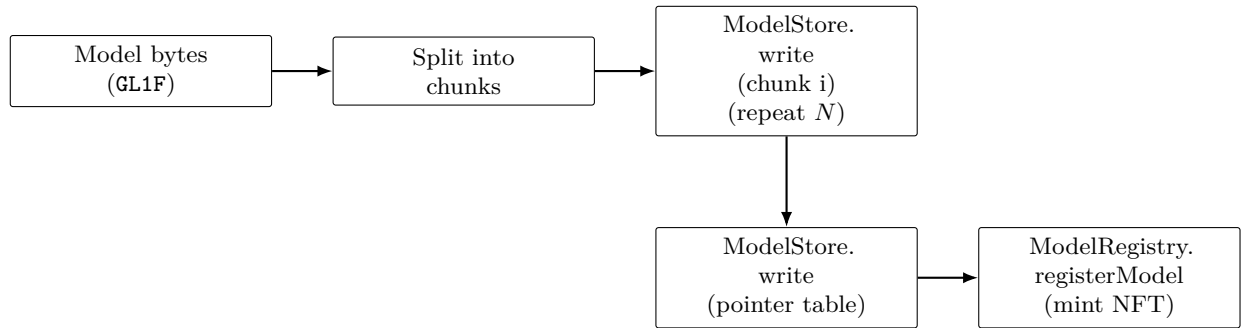 Model bytes
(GL1F)
Split into
chunks
ModelStore.
write
(chunk i)
(repeat N)
ModelStore.
write
(pointer table)
ModelRegistry.
registerModel
(mint NFT)